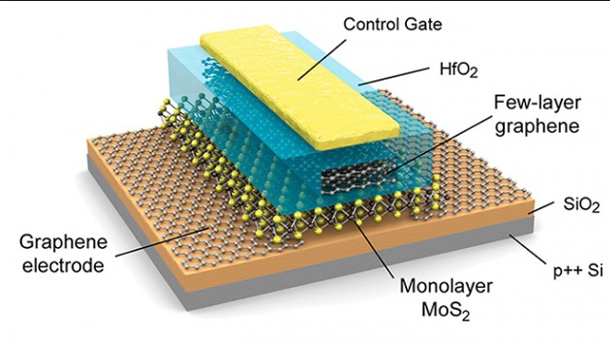 Control Gate
HfO₂
Few-layer
graphene
SiO₂
p++ Si
Graphene
electrode
Monolayer
MoS₂